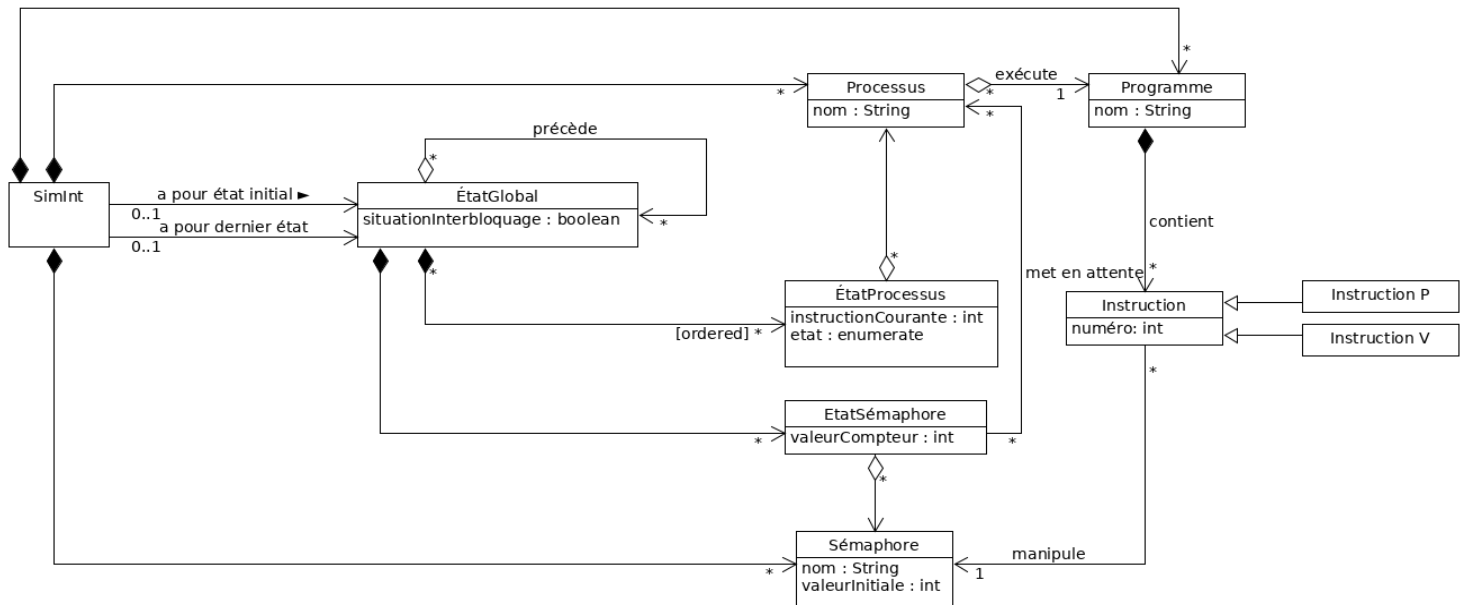 *
Processus
nom : String
*
exécute
*
1
Programme
nom : String
*
précède
*
*
SimInt
a pour état initial ►
0..1
a pour dernier état
0..1
ÉtatGlobal
situationInterbloquage : boolean
contient
*
*
met en attente
*
ÉtatProcessus
instructionCourante : int
etat : enumerate
[ordered] *
Instruction
numéro: int
Instruction P
Instruction V
*
EtatSémaphore
valeurCompteur : int
*
*
*
Sémaphore
nom : String
valeurInitiale : int
*
manipule
1